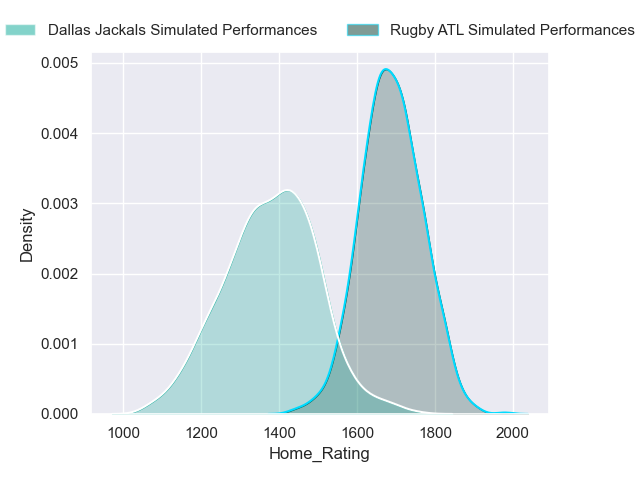 Dallas Jackals Simulated Performances Rugby ATL Simulated Performances
0.005
0.004
0.003
0.002
0.001
0.000
Density
1000 1200 1400 1600 1800 2000
Home_Rating